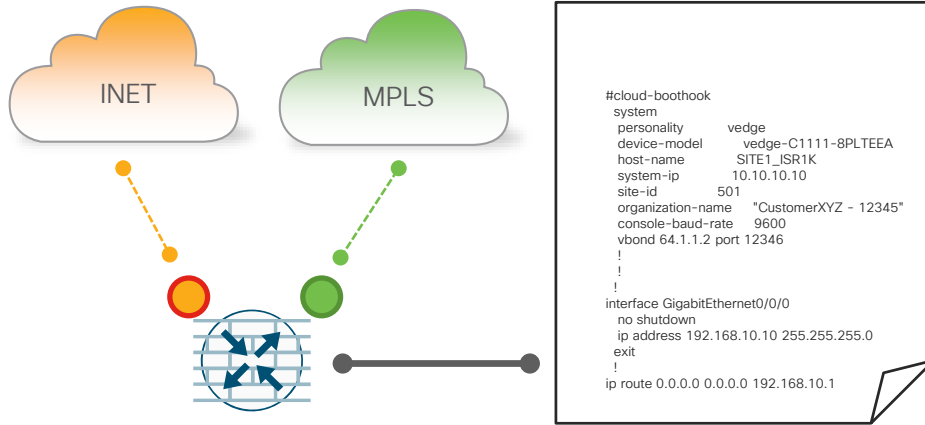 INET
MPLS
#cloud-boothook
system
personality vedge
device-model vedge-C1111-8PLTEEA
host-name SITE1_ISR1K
system-ip 10.10.10.10
site-id 501
organization-name "CustomerXYZ - 12345"
console-baud-rate 9600
vbond 64.1.1.2 port 12346
!
!
!
interface GigabitEthernet0/0/0
no shutdown
ip address 192.168.10.10 255.255.255.0
exit
!
ip route 0.0.0.0 0.0.0.0 192.168.10.1